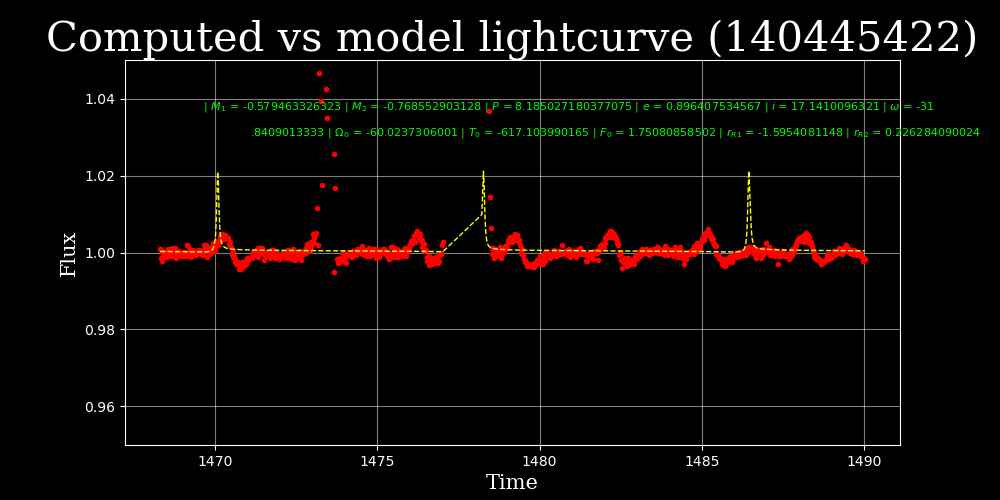 Computed vs model lightcurve (140445422)
| M₁ = -0.579463326323 | M₂ = -0.768552903128 | P = 8.185027180377075 | e = 0.896407534567 | i = 17.1410096321 | ω = -31
.8409013333 | Ω₀ = -60.0237306001 | T₀ = -617.103990165 | F₀ = 1.75080858502 | r_R1 = -1.5954081148 | r_R2 = 0.226284090024
1.04
1.02
1.00
0.98
0.96
Flux
1470 1475 1480 1485 1490
Time